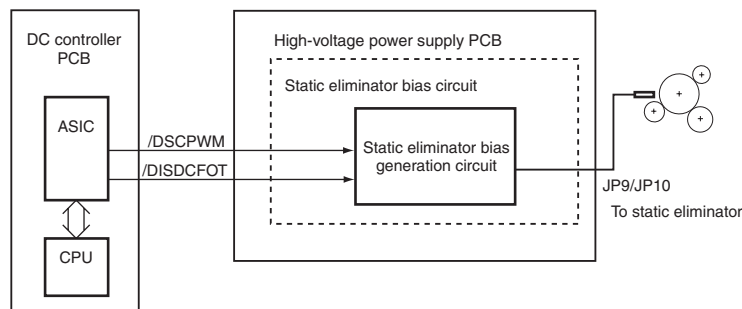 DC controller
PCB
ASIC
CPU
/DSCPWM
/DISDCFOT
High-voltage power supply PCB
Static eliminator bias circuit
Static eliminator bias
generation circuit
JP9/JP10
To static eliminator